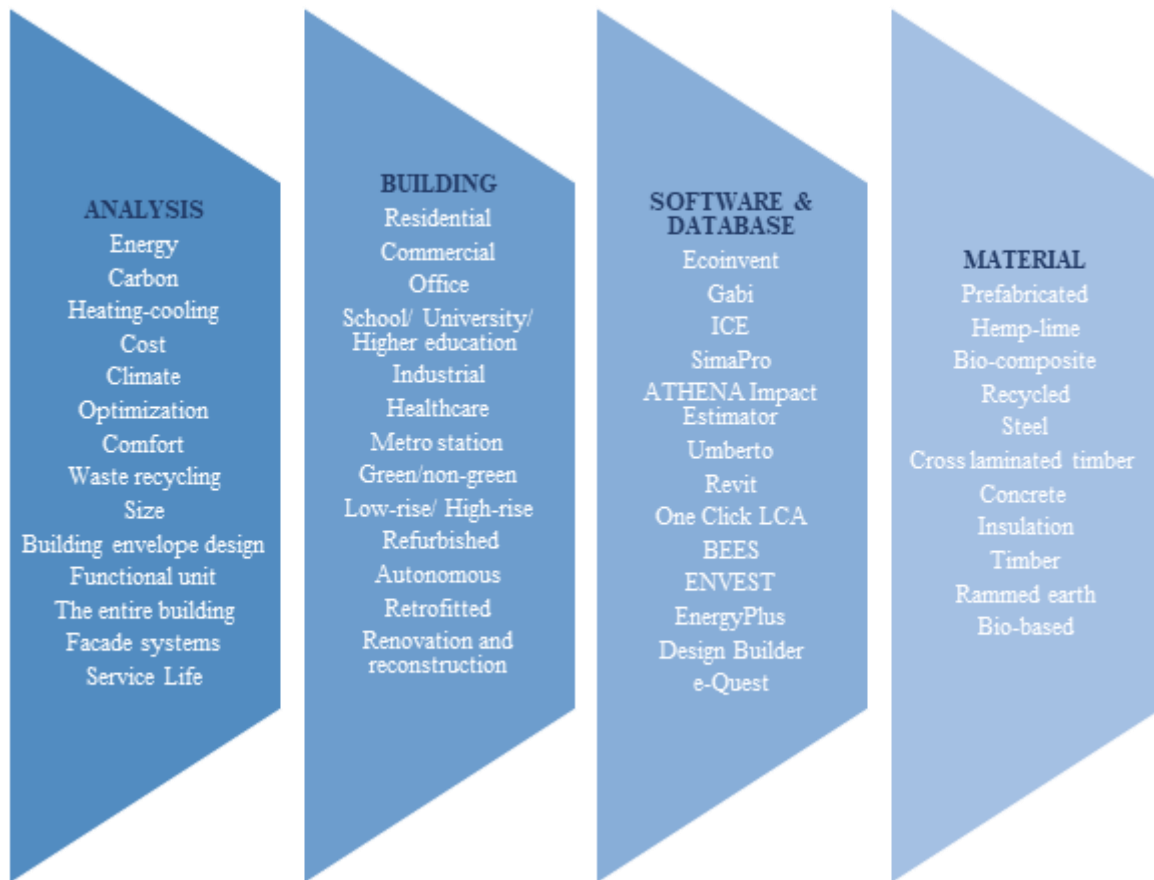 ANALYSIS
Energy
Carbon
Heating-cooling
Cost
Climate
Optimization
Comfort
Waste recycling
Size
Building envelope design
Functional unit
The entire building
Facade systems
Service Life
BUILDING
Residential
Commercial
Office
School/ University/
Higher education
Industrial
Healthcare
Metro station
Green/non-green
Low-rise/ High-rise
Refurbished
Autonomous
Retrofitted
Renovation and
reconstruction
SOFTWARE &
DATABASE
Ecoinvent
Gabi
ICE
SimaPro
ATHENA Impact
Estimator
Umberto
Revit
One Click LCA
BEES
ENVEST
EnergyPlus
Design Builder
e-Quest
MATERIAL
Prefabricated
Hemp-lime
Bio-composite
Recycled
Steel
Cross laminated timber
Concrete
Insulation
Timber
Rammed earth
Bio-based